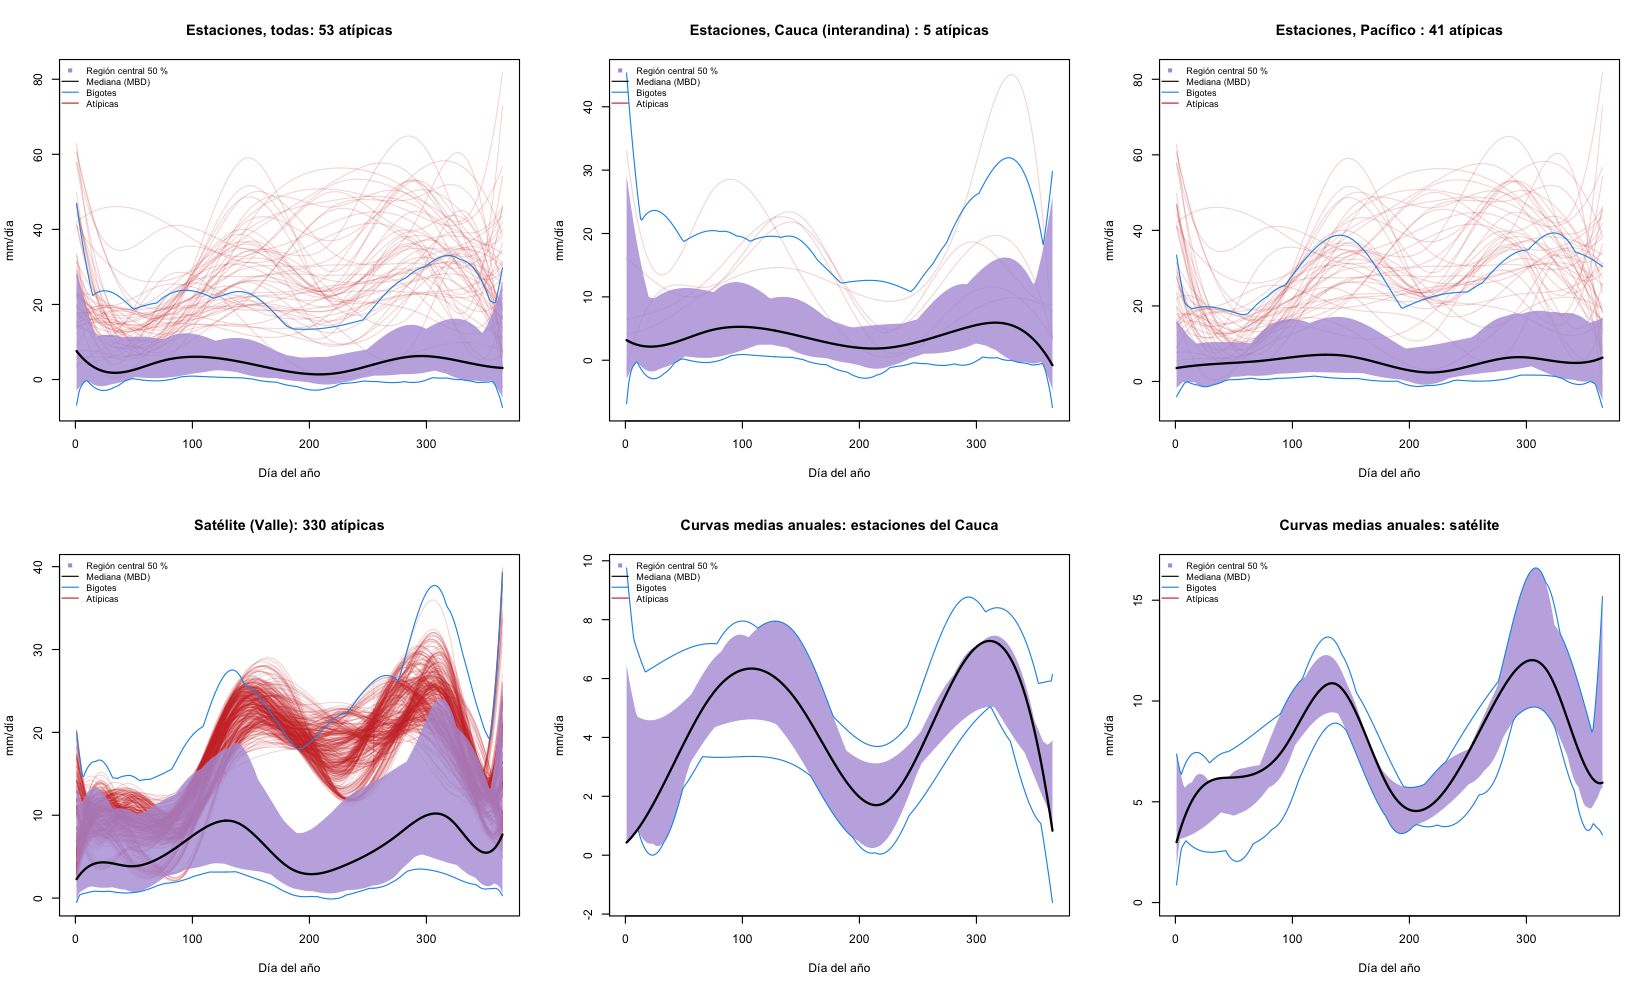 Estaciones, todas: 53 atípicas
Región central 50 %
Mediana (MBD)
Bigotes
Atípicas
80
60
40
20
0
mm/día
0 100 200 300
Día del año
Estaciones, Cauca (interandina) : 5 atípicas
Región central 50 %
Mediana (MBD)
Bigotes
Atípicas
40
30
20
10
0
mm/día
0 100 200 300
Día del año
Estaciones, Pacífico : 41 atípicas
Región central 50 %
Mediana (MBD)
Bigotes
Atípicas
80
60
40
20
0
mm/día
0 100 200 300
Día del año
Satélite (Valle): 330 atípicas
Región central 50 %
Mediana (MBD)
Bigotes
Atípicas
40
30
20
10
0
mm/día
0 100 200 300
Día del año
Curvas medias anuales: estaciones del Cauca
Región central 50 %
Mediana (MBD)
Bigotes
Atípicas
10
8
6
4
2
0
-2
mm/día
0 100 200 300
Día del año
Curvas medias anuales: satélite
Región central 50 %
Mediana (MBD)
Bigotes
Atípicas
15
10
5
0
mm/día
0 100 200 300
Día del año